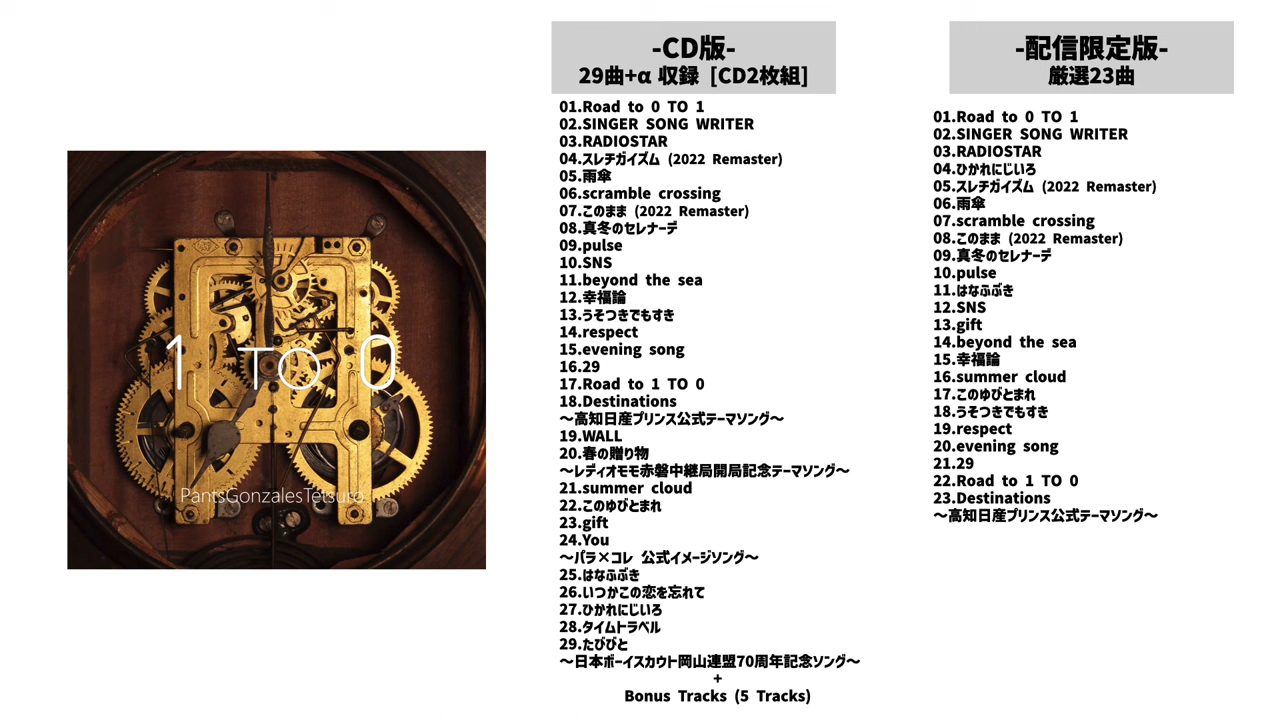 1 TO 0
PantsGonzalesTetsuro
-CD版-
29曲+α 収録 [CD2枚組]
01.Road to 0 TO 1
02.SINGER SONG WRITER
03.RADIOSTAR
04.スレチガイズム (2022 Remaster)
05.雨傘
06.scramble crossing
07.このまま (2022 Remaster)
08.真冬のセレナーデ
09.pulse
10.SNS
11.beyond the sea
12.幸福論
13.うそつきでもすき
14.respect
15.evening song
16.29
17.Road to 1 TO 0
18.Destinations
〜高知日産プリンス公式テーマソング〜
19.WALL
20.春の贈り物
〜レディオモモ赤磐中継局開局記念テーマソング〜
21.summer cloud
22.このゆびとまれ
23.gift
24.You
〜パラ×コレ 公式イメージソング〜
25.はなふぶき
26.いつかこの恋を忘れて
27.ひかれにじいろ
28.タイムトラベル
29.たびびと
〜日本ボーイスカウト岡山連盟70周年記念ソング〜
+
Bonus Tracks (5 Tracks)
-配信限定版-
厳選23曲
01.Road to 0 TO 1
02.SINGER SONG WRITER
03.RADIOSTAR
04.ひかれにじいろ
05.スレチガイズム (2022 Remaster)
06.雨傘
07.scramble crossing
08.このまま (2022 Remaster)
09.真冬のセレナーデ
10.pulse
11.はなふぶき
12.SNS
13.gift
14.beyond the sea
15.幸福論
16.summer cloud
17.このゆびとまれ
18.うそつきでもすき
19.respect
20.evening song
21.29
22.Road to 1 TO 0
23.Destinations
〜高知日産プリンス公式テーマソング〜